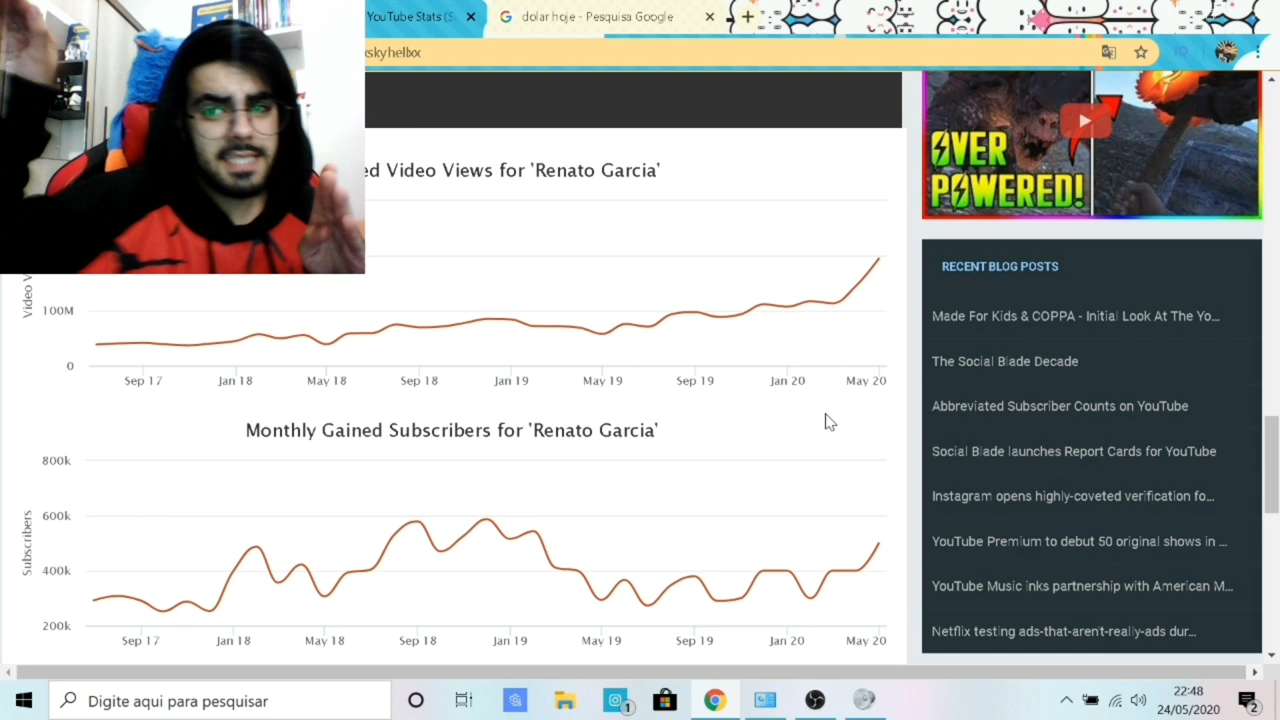 YouTube Stats (S
dolar hoje - Pesquisa Google
OVER
POWERED!
ed Video Views for 'Renato Garcia'
Video V
100M
0
Sep 17
Jan 18
May 18
Sep 18
Jan 19
May 19
Sep 19
Jan 20
May 20
Monthly Gained Subscribers for 'Renato Garcia'
Subscribers
800k
600k
400k
200k
Sep 17
Jan 18
May 18
Sep 18
Jan 19
May 19
Sep 19
Jan 20
May 20
RECENT BLOG POSTS
Made For Kids & COPPA - Initial Look At The Yo...
The Social Blade Decade
Abbreviated Subscriber Counts on YouTube
Social Blade launches Report Cards for YouTube
Instagram opens highly-coveted verification fo...
YouTube Premium to debut 50 original shows in ...
YouTube Music inks partnership with American M...
Netflix testing ads-that-aren't-really-ads dur...
Digite aqui para pesquisar
1
22:48
24/05/2020
2